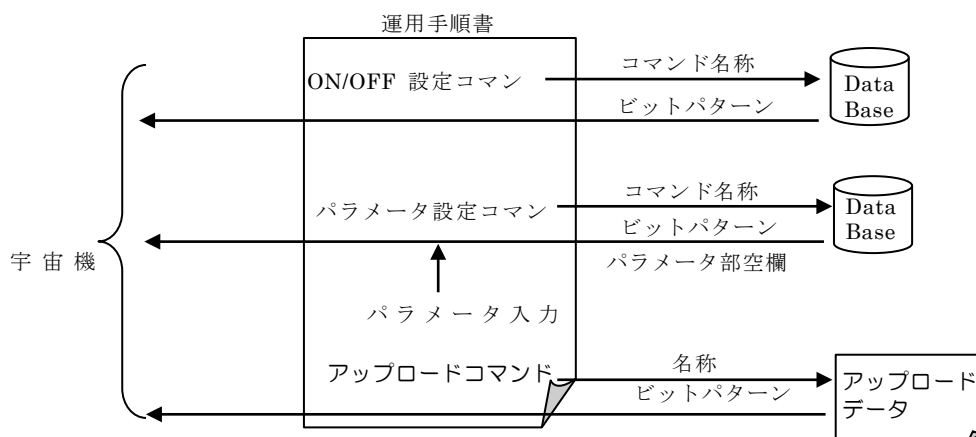 運用手順書
ON/OFF 設定コマン
コマンド名称
Data
Base
ビットパターン
パラメータ設定コマン
コマンド名称
Data
Base
ビットパターン
パラメータ部空欄
宇宙機
パラメータ入力
アップロードコマンド
名称
ビットパターン
アップロード
データ